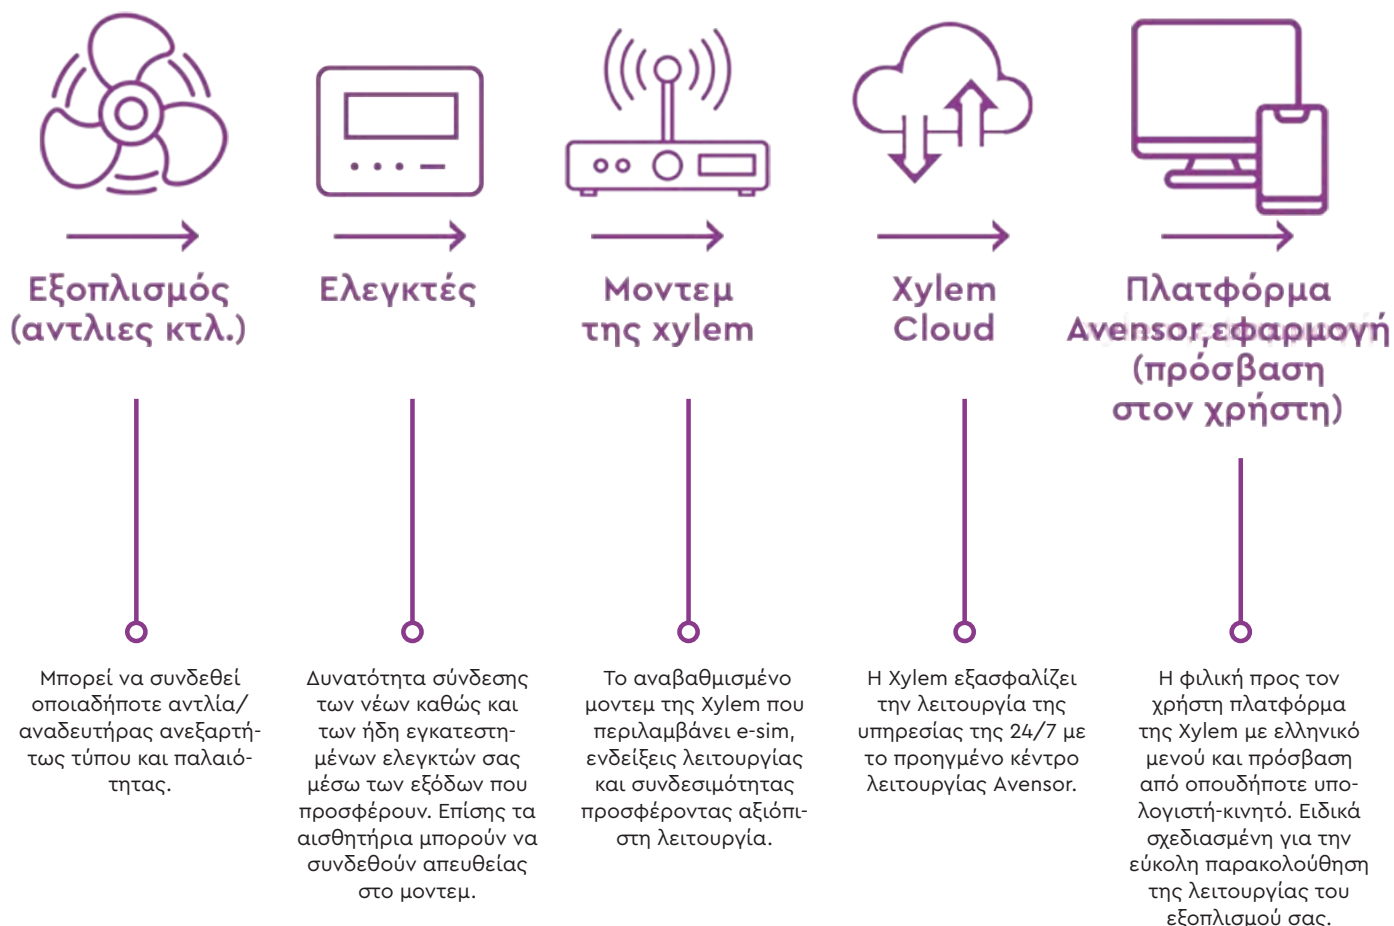 Εξοπλισμός
(αντλιες κτλ.)
Ελεγκτές
Μοντεμ
της xylem
Xylem
Cloud
Πλατφόρμα
Avensor,εφαρμογή
(πρόσβαση
στον χρήστη)
Μπορεί να συνδεθεί
οποιαδήποτε αντλία/
αναδευτήρας ανεξαρτή-
τως τύπου και παλαιό-
τητας.
Δυνατότητα σύνδεσης
των νέων καθώς και
των ήδη εγκατεστη-
μένων ελεγκτών σας
μέσω των εξόδων που
προσφέρουν. Επίσης τα
αισθητήρια μπορούν να
συνδεθούν απευθείας
στο μοντεμ.
Το αναβαθμισμένο
μοντεμ της Xylem που
περιλαμβάνει e-sim,
ενδείξεις λειτουργίας
και συνδεσιμότητας
προσφέροντας αξιόπι-
στη λειτουργία.
Η Xylem εξασφαλίζει
την λειτουργία της
υπηρεσίας της 24/7 με
το προηγμένο κέντρο
λειτουργίας Avensor.
Η φιλική προς τον
χρήστη πλατφόρμα
της Xylem με ελληνικό
μενού και πρόσβαση
από οπουδήποτε υπο-
λογιστή-κινητό. Ειδικά
σχεδιασμένη για την
εύκολη παρακολούθηση
της λειτουργίας του
εξοπλισμού σας.